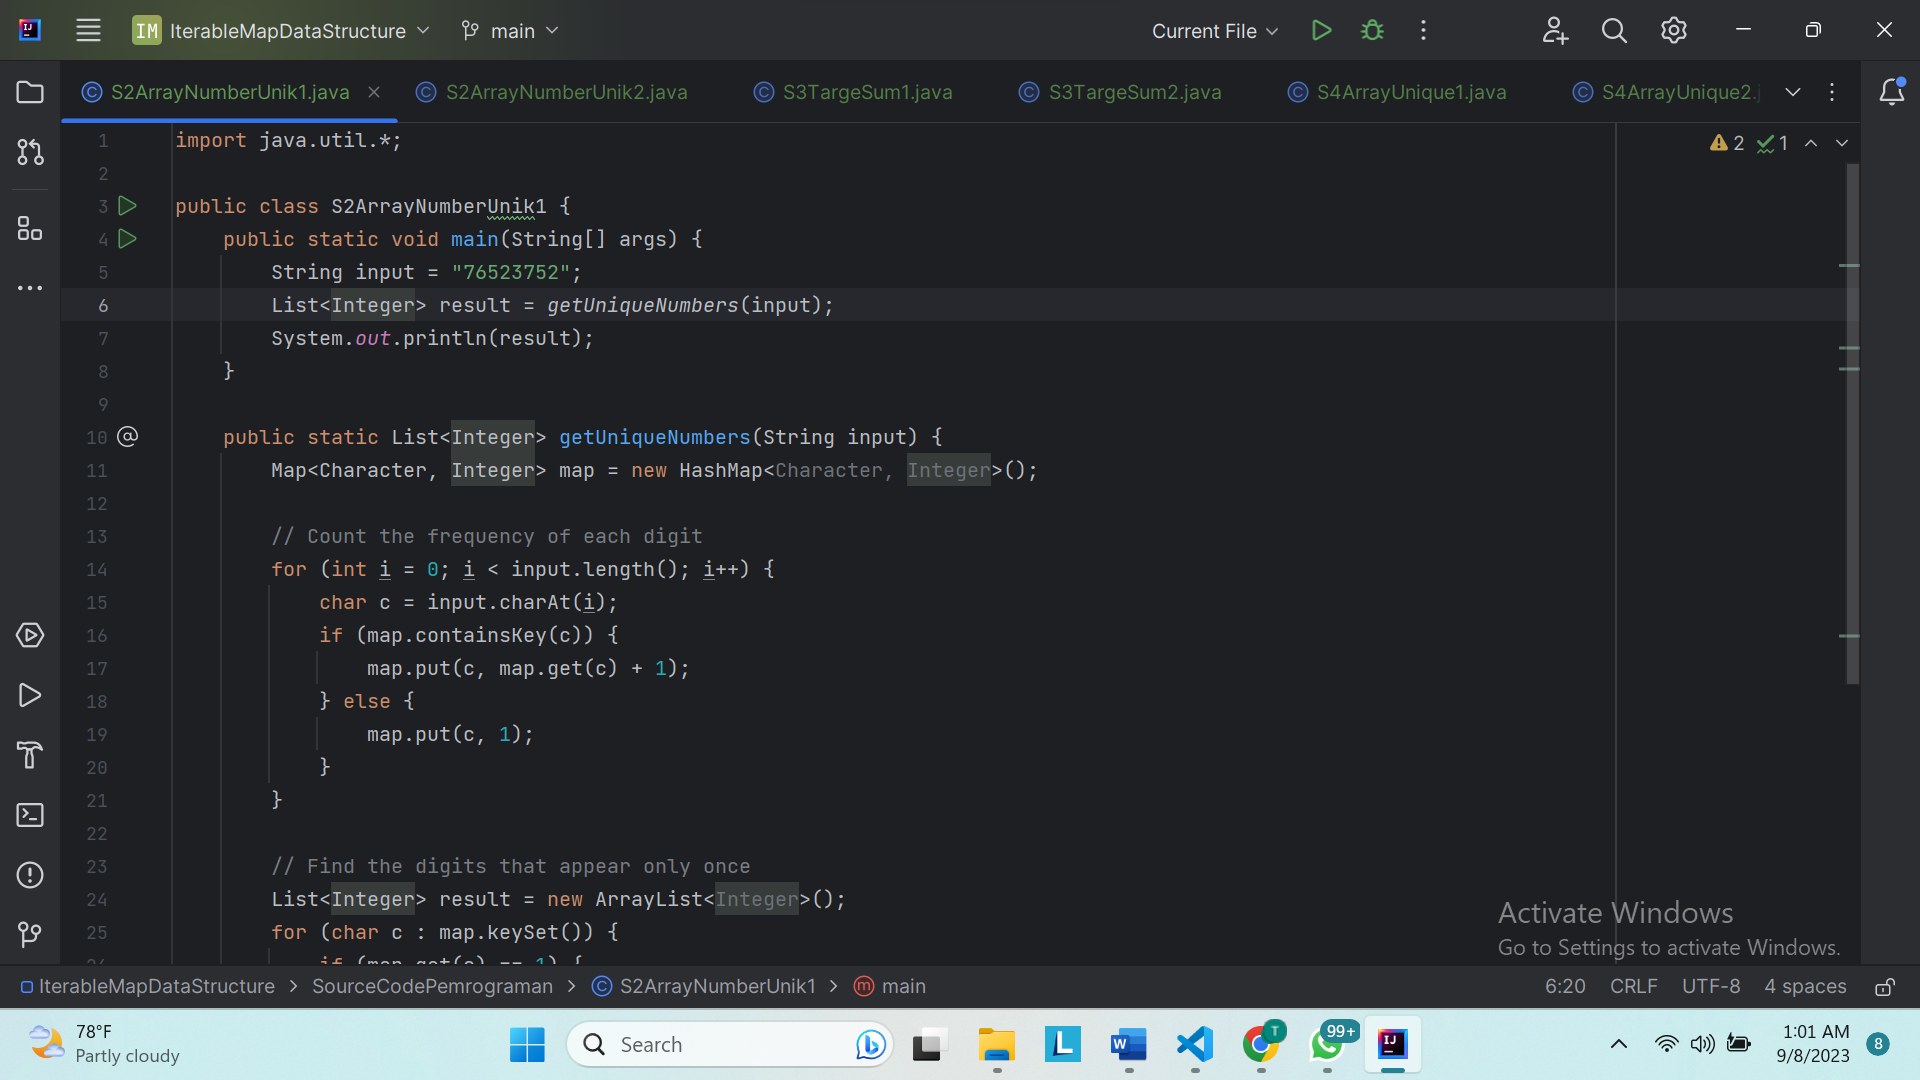 IM IterableMapDataStructure main Current File
S2ArrayNumberUnik1.java S2ArrayNumberUnik2.java S3TargeSum1.java S3TargeSum2.java S4ArrayUnique1.java S4ArrayUnique2.j
2 1
1 import java.util.*;
2
3 public class S2ArrayNumberUnik1 {
4 public static void main(String[] args) {
5 String input = "76523752";
6 List<Integer> result = getUniqueNumbers(input);
7 System.out.println(result);
8 }
9
10 public static List<Integer> getUniqueNumbers(String input) {
11 Map<Character, Integer> map = new HashMap<Character, Integer>();
12
13 // Count the frequency of each digit
14 for (int i = 0; i < input.length(); i++) {
15 char c = input.charAt(i);
16 if (map.containsKey(c)) {
17 map.put(c, map.get(c) + 1);
18 } else {
19 map.put(c, 1);
20 }
21 }
22
23 // Find the digits that appear only once
24 List<Integer> result = new ArrayList<Integer>();
25 for (char c : map.keySet()) {
26 if (map.get(c) == 1) {
Activate Windows
Go to Settings to activate Windows.
IterableMapDataStructure > SourceCodePemrograman > S2ArrayNumberUnik1 > main 6:20 CRLF UTF-8 4 spaces
78°F
Partly cloudy
Search
99+
1:01 AM
9/8/2023
8